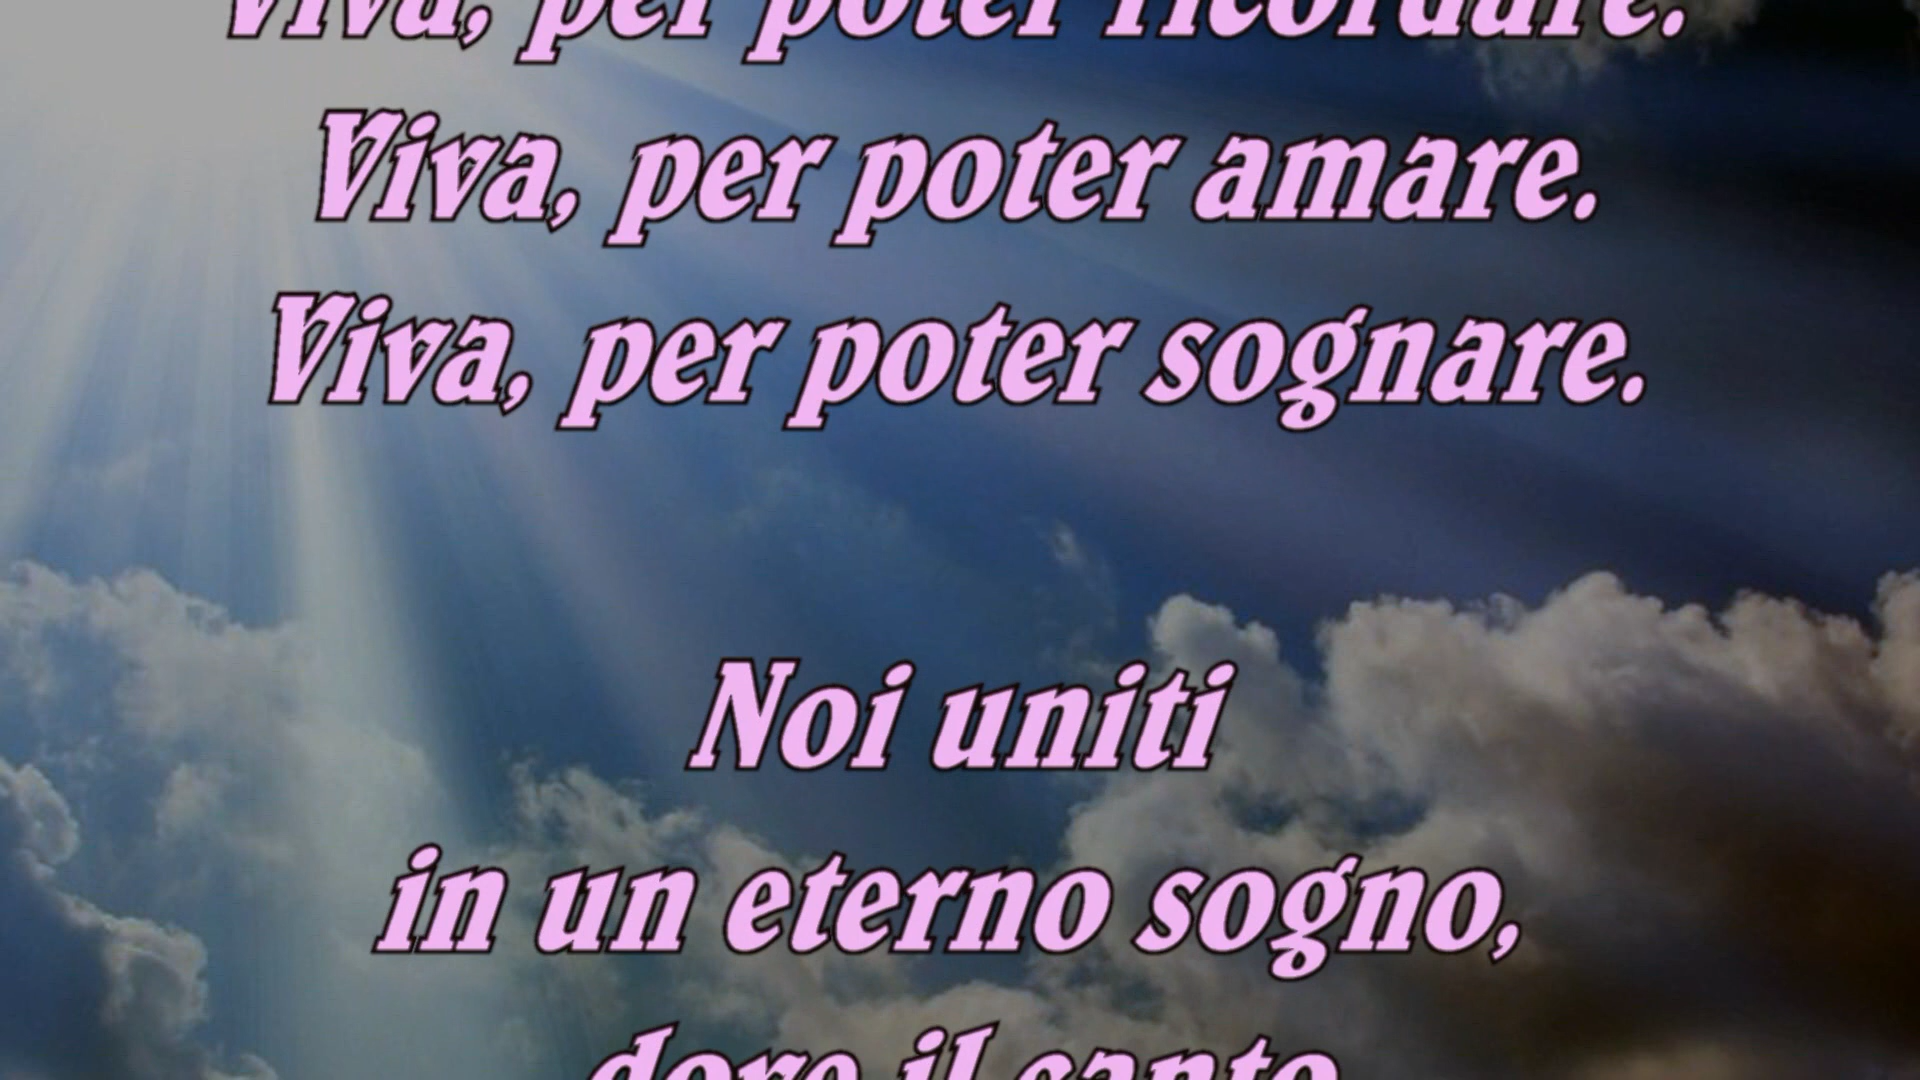 Viva, per poter ricordare.
Viva, per poter amare.
Viva, per poter sognare.
Noi uniti
in un eterno sogno,
dove il canto